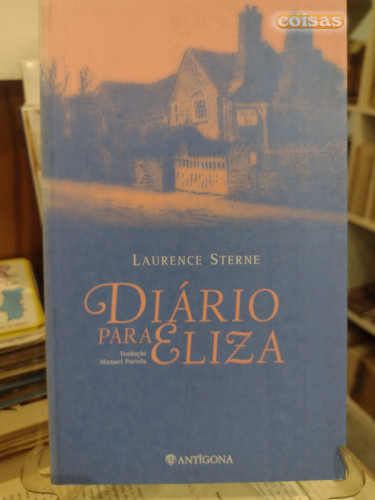 coisas
LAURENCE STERNE
DIÁRIO
PARA ELIZA
Tradução
Manuel Portela
ANTÍGONA